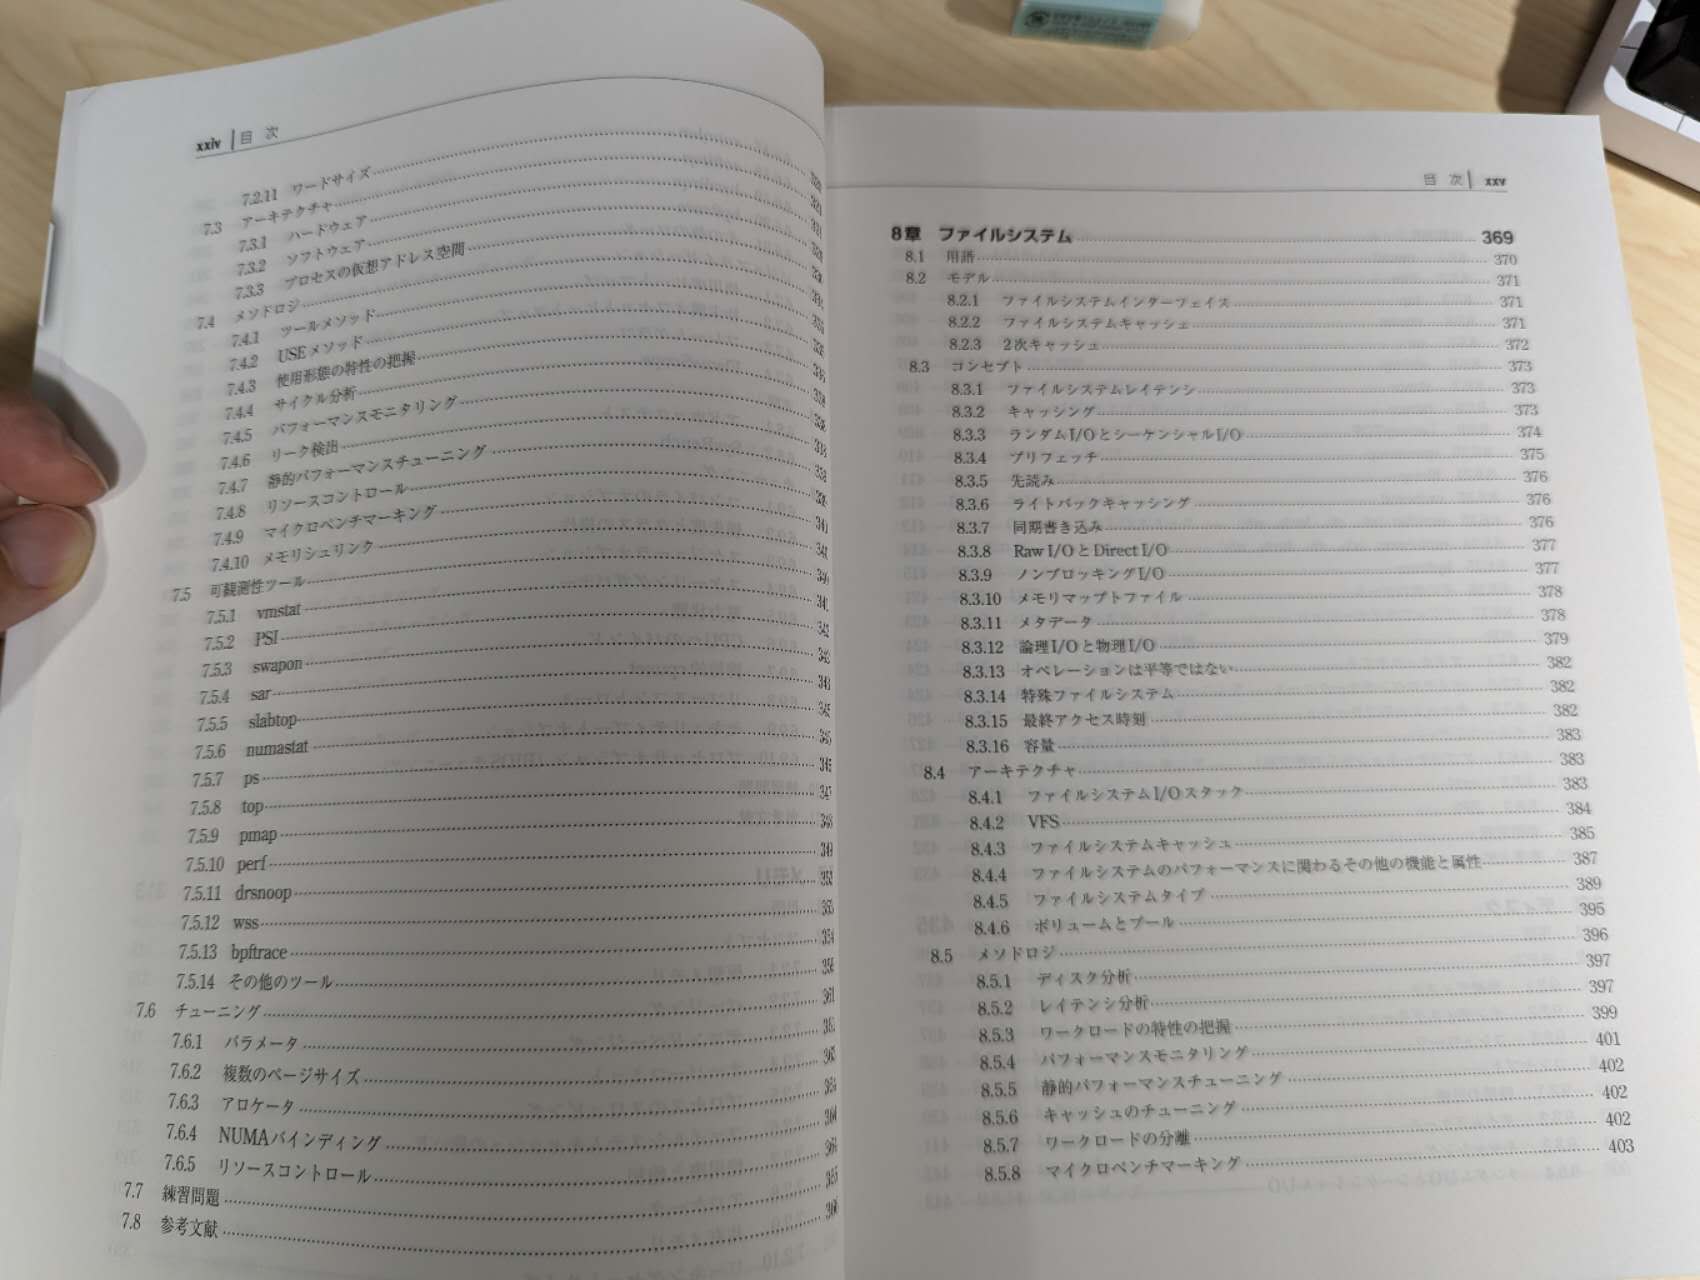 xxiv 目 次
7.2.11 ワードサイズ
7.3 アーキテクチャ
7.3.1 ハードウェア
7.3.2 ソフトウェア
7.3.3 プロセスの仮想アドレス空間
7.4 メソドロジ
7.4.1 ツールメソッド
7.4.2 USEメソッド
7.4.3 使用形態の特性の把握
7.4.4 サイクル分析
7.4.5 パフォーマンスモニタリング
7.4.6 リーク検出
7.4.7 静的パフォーマンスチューニング
7.4.8 リソースコントロール
7.4.9 マイクロベンチマーキング
7.4.10 メモリシュリンク
7.5 可観測性ツール
7.5.1 vmstat
7.5.2 PSI
7.5.3 swapon
7.5.4 sar
7.5.5 slabtop
7.5.6 numastat
7.5.7 ps
7.5.8 top
7.5.9 pmap
7.5.10 perf
7.5.11 drsnoop
7.5.12 wss
7.5.13 bpftrace
7.5.14 その他のツール
7.6 チューニング
7.6.1 パラメータ
7.6.2 複数のページサイズ
7.6.3 アロケータ
7.6.4 NUMAバインディング
7.6.5 リソースコントロール
7.7 練習問題
7.8 参考文献
目 次 xxv
8章 ファイルシステム 369
8.1 用語 370
8.2 モデル 371
8.2.1 ファイルシステムインターフェイス 371
8.2.2 ファイルシステムキャッシュ 371
8.2.3 2次キャッシュ 372
8.3 コンセプト 373
8.3.1 ファイルシステムレイテンシ 373
8.3.2 キャッシング 373
8.3.3 ランダムI/OとシーケンシャルI/O 374
8.3.4 プリフェッチ 375
8.3.5 先読み 376
8.3.6 ライトバックキャッシング 376
8.3.7 同期書き込み 376
8.3.8 Raw I/OとDirect I/O 377
8.3.9 ノンブロッキングI/O 377
8.3.10 メモリマップトファイル 378
8.3.11 メタデータ 378
8.3.12 論理I/Oと物理I/O 379
8.3.13 オペレーションは平等ではない 382
8.3.14 特殊ファイルシステム 382
8.3.15 最終アクセス時刻 382
8.3.16 容量 383
8.4 アーキテクチャ 383
8.4.1 ファイルシステムI/Oスタック 383
8.4.2 VFS 384
8.4.3 ファイルシステムキャッシュ 385
8.4.4 ファイルシステムのパフォーマンスに関わるその他の機能と属性 387
8.4.5 ファイルシステムタイプ 389
8.4.6 ボリュームとプール 395
8.5 メソドロジ 396
8.5.1 ディスク分析 397
8.5.2 レイテンシ分析 397
8.5.3 ワークロードの特性の把握 399
8.5.4 パフォーマンスモニタリング 401
8.5.5 静的パフォーマンスチューニング 402
8.5.6 キャッシュのチューニング 402
8.5.7 ワークロードの分離 402
8.5.8 マイクロベンチマーキング 403